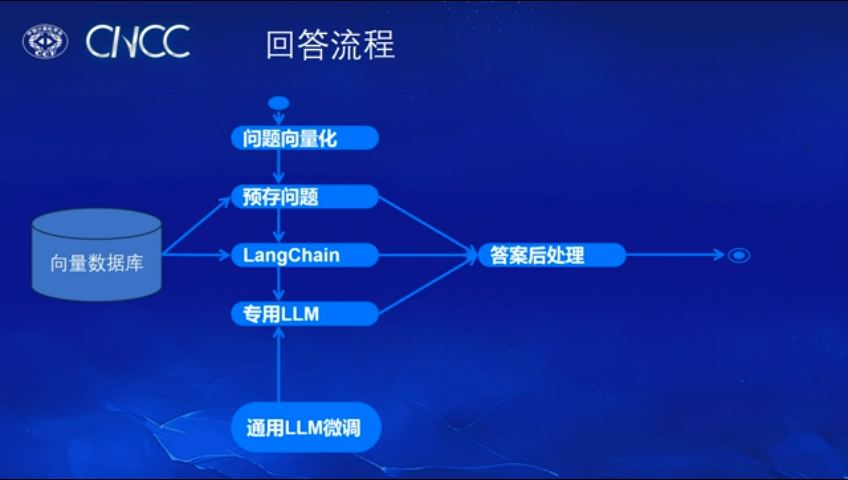 CNCC
回答流程
问题向量化
预存问题
向量数据库
LangChain
答案后处理
专用LLM
通用LLM微调